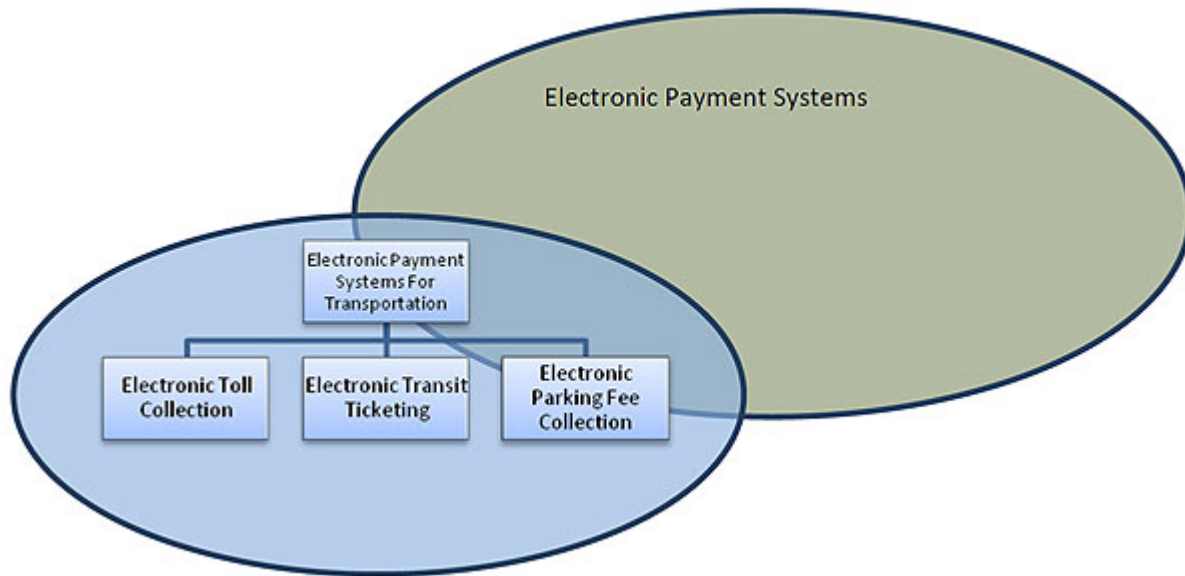 Electronic Payment Systems
Electronic Payment
Systems For
Transportation
Electronic Toll
Collection
Electronic Transit
Ticketing
Electronic
Parking Fee
Collection